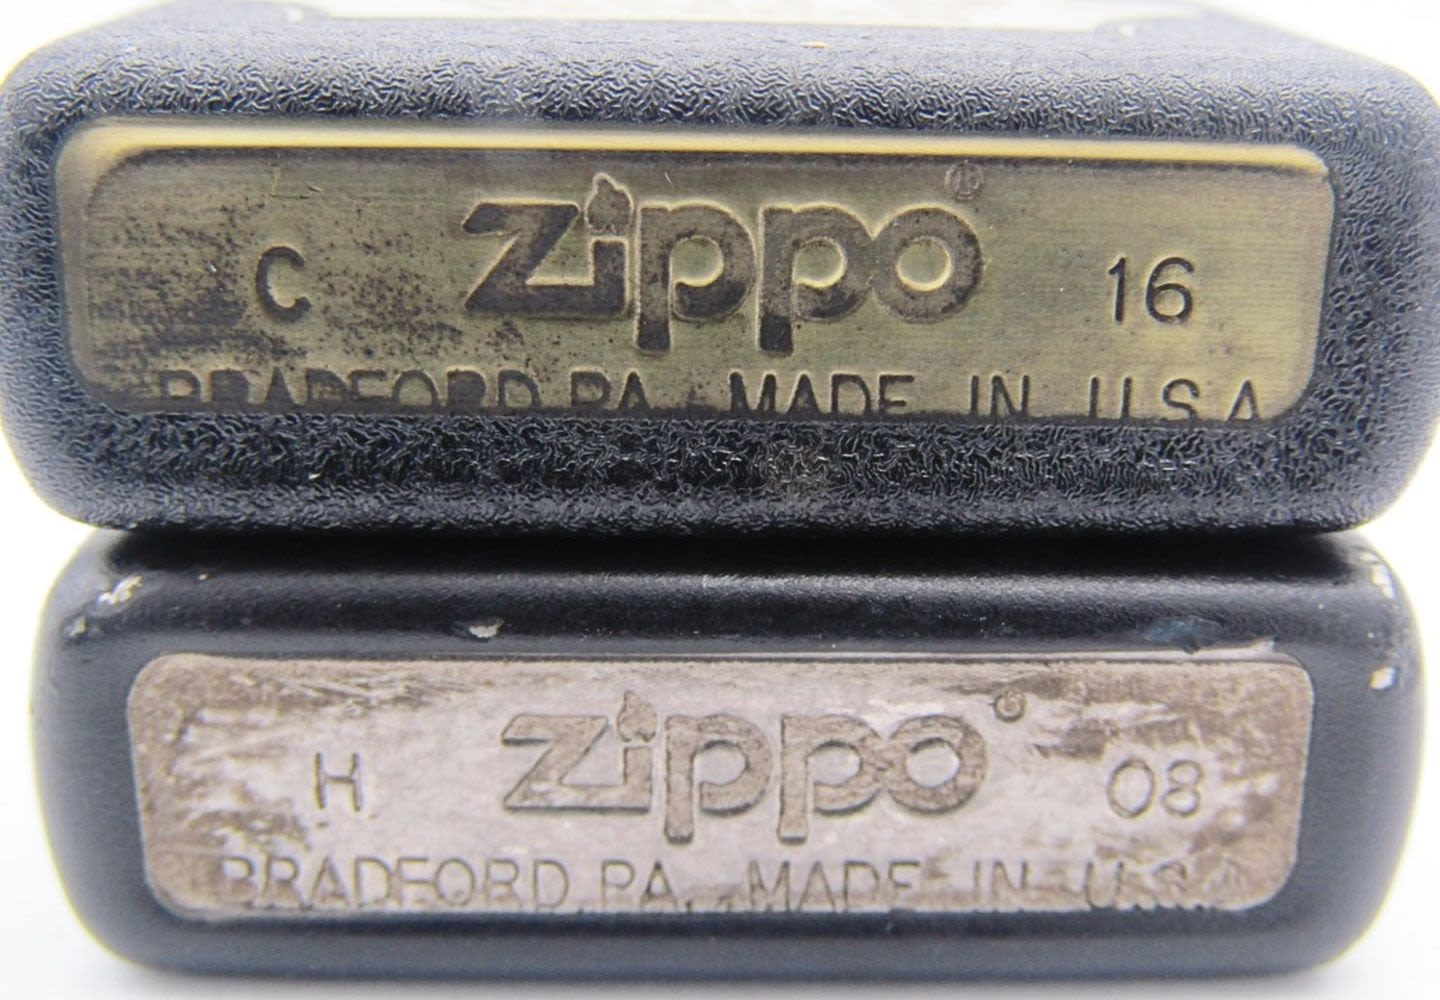 C zippo® 16
BRADFORD, PA. MADE IN U.S.A
H zippo® 08
BRADFORD, PA. MADE IN U.S.A